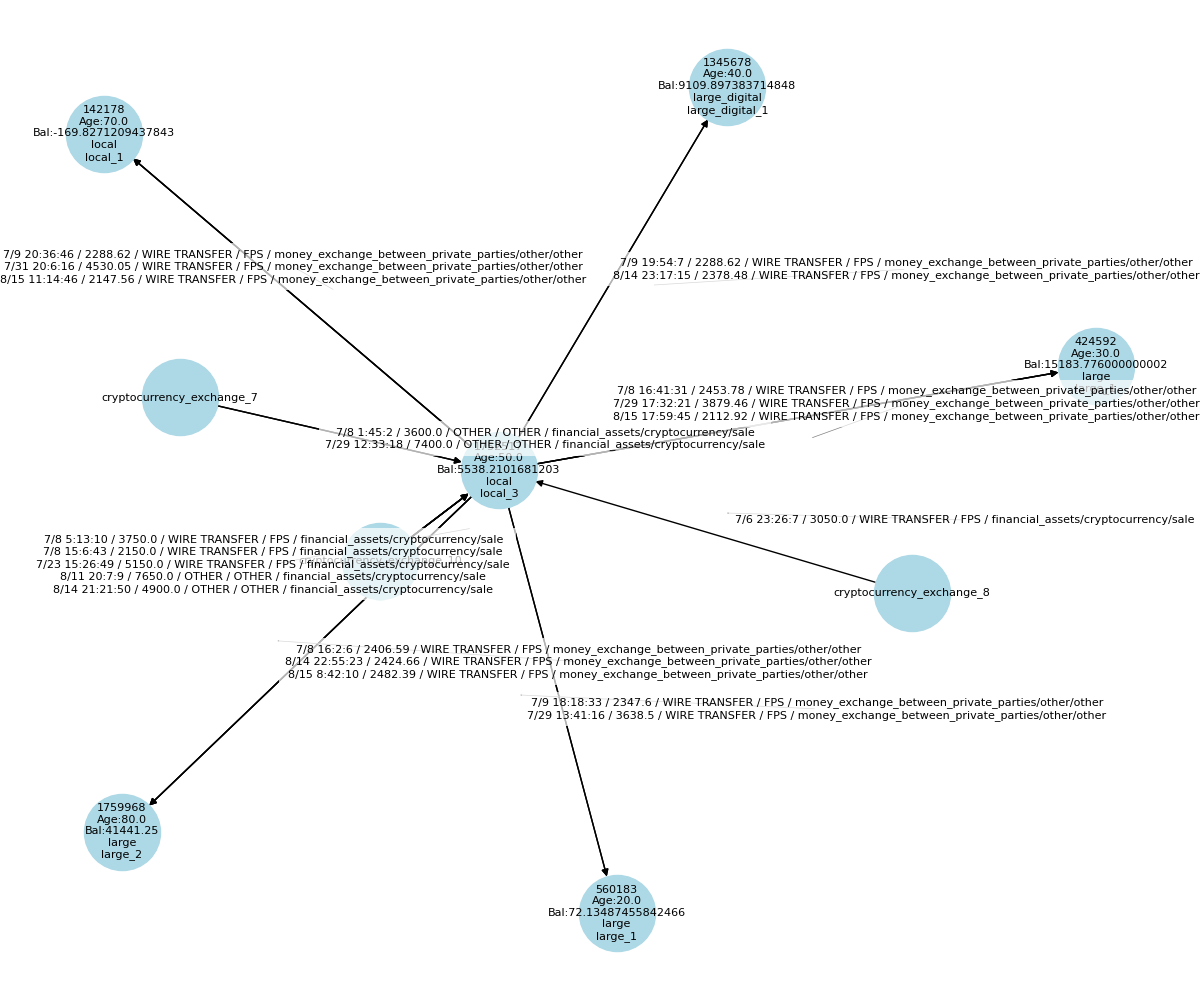 1345678
Age:40.0
Bal:9109.897383714848
large_digital
large_digital_1
142178
Age:70.0
Bal:-169.8271209437843
local
local_1
7/9 20:36:46 / 2288.62 / WIRE TRANSFER / FPS / money_exchange_between_private_parties/other/other
7/31 20:6:16 / 4530.05 / WIRE TRANSFER / FPS / money_exchange_between_private_parties/other/other
8/15 11:14:46 / 2147.56 / WIRE TRANSFER / FPS / money_exchange_between_private_parties/other/other
7/9 19:54:7 / 2288.62 / WIRE TRANSFER / FPS / money_exchange_between_private_parties/other/other
8/14 23:17:15 / 2378.48 / WIRE TRANSFER / FPS / money_exchange_between_private_parties/other/other
424592
Age:30.0
Bal:15183.776000000002
large
7/8 16:41:31 / 2453.78 / WIRE TRANSFER / FPS / money_exchange_between_private_parties/other/other
7/29 17:32:21 / 3879.46 / WIRE TRANSFER / FPS / money_exchange_between_private_parties/other/other
8/15 17:59:45 / 2112.92 / WIRE TRANSFER / FPS / money_exchange_between_private_parties/other/other
cryptocurrency_exchange_7
7/8 1:45:2 / 3600.0 / OTHER / OTHER / financial_assets/cryptocurrency/sale
7/29 12:33:18 / 7400.0 / OTHER / OTHER / financial_assets/cryptocurrency/sale
Age:50.0
Bal:5538.2101681203
local
local_3
7/6 23:26:7 / 3050.0 / WIRE TRANSFER / FPS / financial_assets/cryptocurrency/sale
7/8 5:13:10 / 3750.0 / WIRE TRANSFER / FPS / financial_assets/cryptocurrency/sale
7/8 15:6:43 / 2150.0 / WIRE TRANSFER / FPS / financial_assets/cryptocurrency/sale
cryptocurrency_exchange_10
7/23 15:26:49 / 5150.0 / WIRE TRANSFER / FPS / financial_assets/cryptocurrency/sale
8/11 20:7:9 / 7650.0 / OTHER / OTHER / financial_assets/cryptocurrency/sale
8/14 21:21:50 / 4900.0 / OTHER / OTHER / financial_assets/cryptocurrency/sale
cryptocurrency_exchange_8
7/8 16:2:6 / 2406.59 / WIRE TRANSFER / FPS / money_exchange_between_private_parties/other/other
8/14 22:55:23 / 2424.66 / WIRE TRANSFER / FPS / money_exchange_between_private_parties/other/other
8/15 8:42:10 / 2482.39 / WIRE TRANSFER / FPS / money_exchange_between_private_parties/other/other
7/9 18:18:33 / 2347.6 / WIRE TRANSFER / FPS / money_exchange_between_private_parties/other/other
7/29 13:41:16 / 3638.5 / WIRE TRANSFER / FPS / money_exchange_between_private_parties/other/other
1759968
Age:80.0
Bal:41441.25
large
large_2
560183
Age:20.0
Bal:72.13487455842466
large
large_1